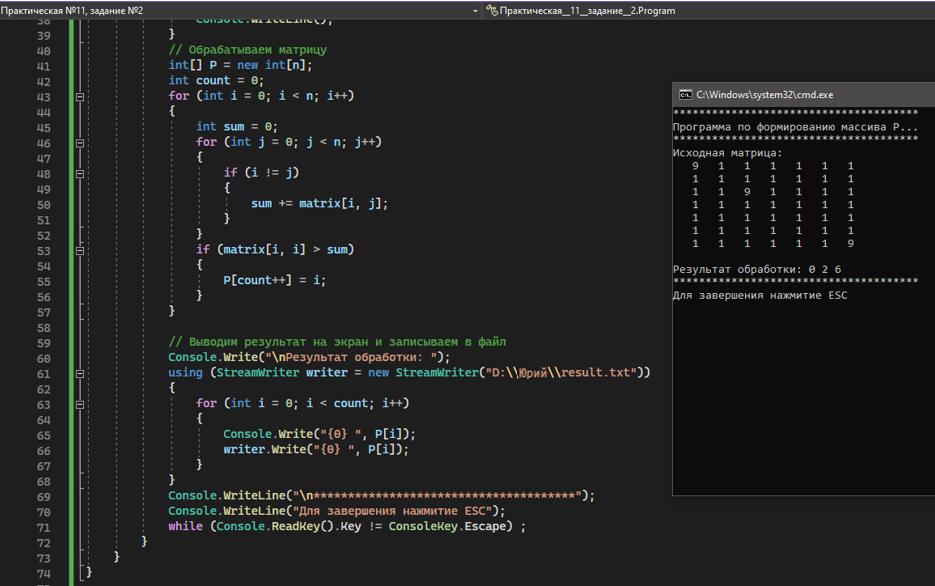 Практическая №11, задание №2
Практическая__11__задание__2.Program
38 Console.WriteLine();
39 }
40 // Обрабатываем матрицу
41 int[] P = new int[n];
42 int count = 0;
43 for (int i = 0; i < n; i++)
44 {
45 int sum = 0;
46 for (int j = 0; j < n; j++)
47 {
48 if (i != j)
49 {
50 sum += matrix[i, j];
51 }
52 }
53 if (matrix[i, i] > sum)
54 {
55 P[count++] = i;
56 }
57 }
58
59 // Выводим результат на экран и записываем в файл
60 Console.Write("\nРезультат обработки: ");
61 using (StreamWriter writer = new StreamWriter("D:\\Юрий\\result.txt"))
62 {
63 for (int i = 0; i < count; i++)
64 {
65 Console.Write("{0} ", P[i]);
66 writer.Write("{0} ", P[i]);
67 }
68 }
69 Console.WriteLine("\n**************************************");
70 Console.WriteLine("Для завершения нажмитие ESC");
71 while (Console.ReadKey().Key != ConsoleKey.Escape) ;
72 }
73 }
74 }
C:\Windows\system32\cmd.exe
**************************************
Программа по формированию массива P...
**************************************
Исходная матрица:
9 1 1 1 1 1 1
1 1 1 1 1 1 1
1 1 9 1 1 1 1
1 1 1 1 1 1 1
1 1 1 1 1 1 1
1 1 1 1 1 1 1
1 1 1 1 1 1 9
Результат обработки: 0 2 6
**************************************
Для завершения нажмитие ESC